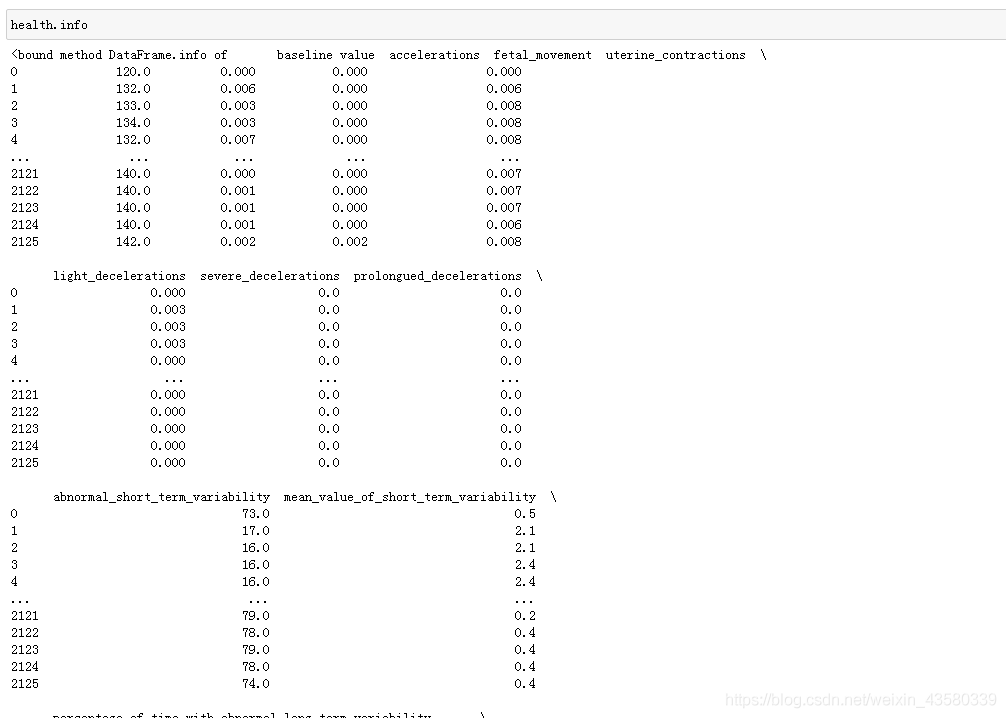 health.info
<bound method DataFrame.info of       baseline value  accelerations  fetal_movement  uterine_contractions  \
0              120.0          0.000           0.000                 0.000
1              132.0          0.006           0.000                 0.006
2              133.0          0.003           0.000                 0.008
3              134.0          0.003           0.000                 0.008
4              132.0          0.007           0.000                 0.008
...              ...            ...             ...                   ...
2121           140.0          0.000           0.000                 0.007
2122           140.0          0.001           0.000                 0.007
2123           140.0          0.001           0.000                 0.007
2124           140.0          0.001           0.000                 0.006
2125           142.0          0.002           0.002                 0.008
light_decelerations  severe_decelerations  prolongued_decelerations  \
0                   0.000                   0.0                       0.0
1                   0.003                   0.0                       0.0
2                   0.003                   0.0                       0.0
3                   0.003                   0.0                       0.0
4                   0.000                   0.0                       0.0
...                   ...                   ...                       ...
2121                0.000                   0.0                       0.0
2122                0.000                   0.0                       0.0
2123                0.000                   0.0                       0.0
2124                0.000                   0.0                       0.0
2125                0.000                   0.0                       0.0
abnormal_short_term_variability  mean_value_of_short_term_variability  \
0                                73.0                                   0.5
1                                17.0                                   2.1
2                                16.0                                   2.1
3                                16.0                                   2.4
4                                16.0                                   2.4
...                               ...                                   ...
2121                             79.0                                   0.2
2122                             78.0                                   0.4
2123                             79.0                                   0.4
2124                             78.0                                   0.4
2125                             74.0                                   0.4
percentage_of_time_with_abnormal_long_term_variability  ...  \
https://blog.csdn.net/weixin_43580339